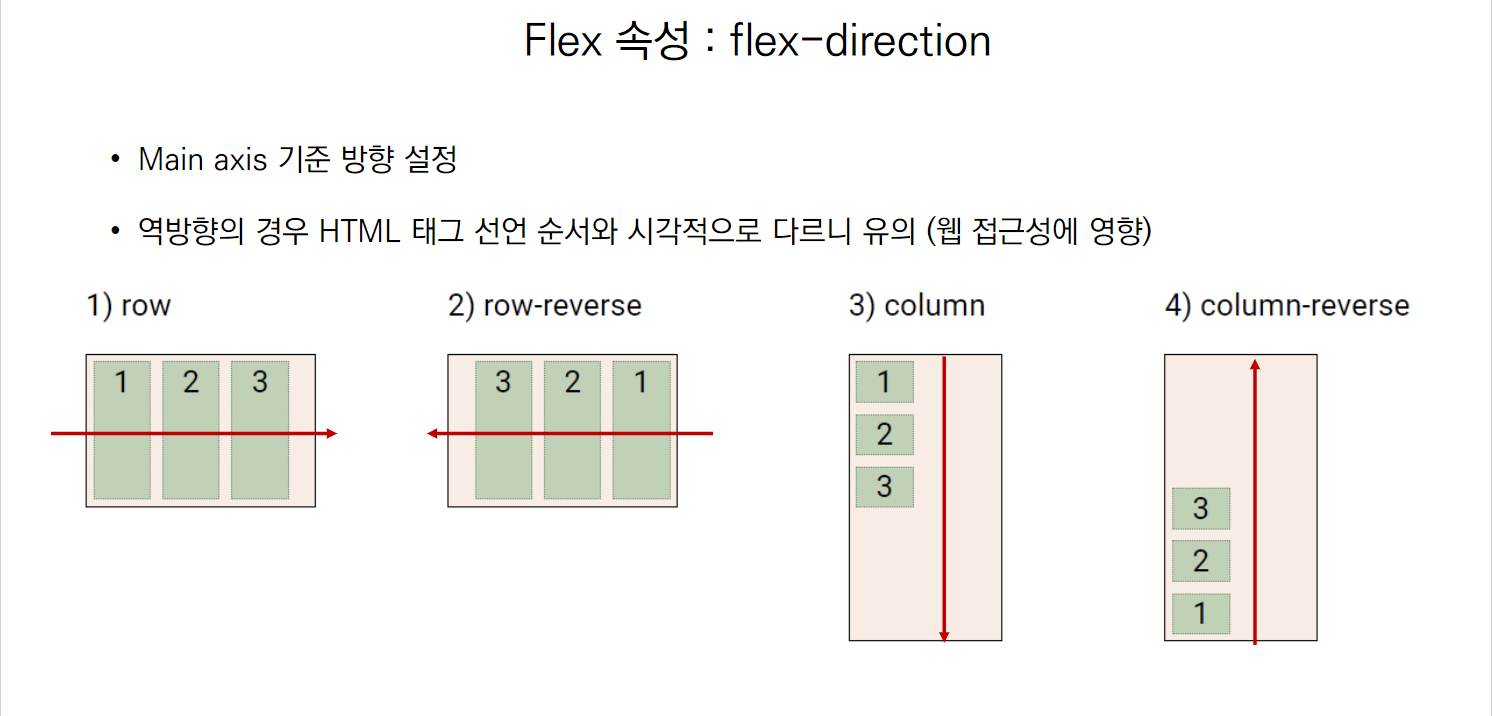 Flex 속성 : flex-direction
• Main axis 기준 방향 설정
• 역방향의 경우 HTML 태그 선언 순서와 시각적으로 다르니 유의 (웹 접근성에 영향)
1) row
1 2 3
2) row-reverse
3 2 1
3) column
1
2
3
4) column-reverse
3
2
1